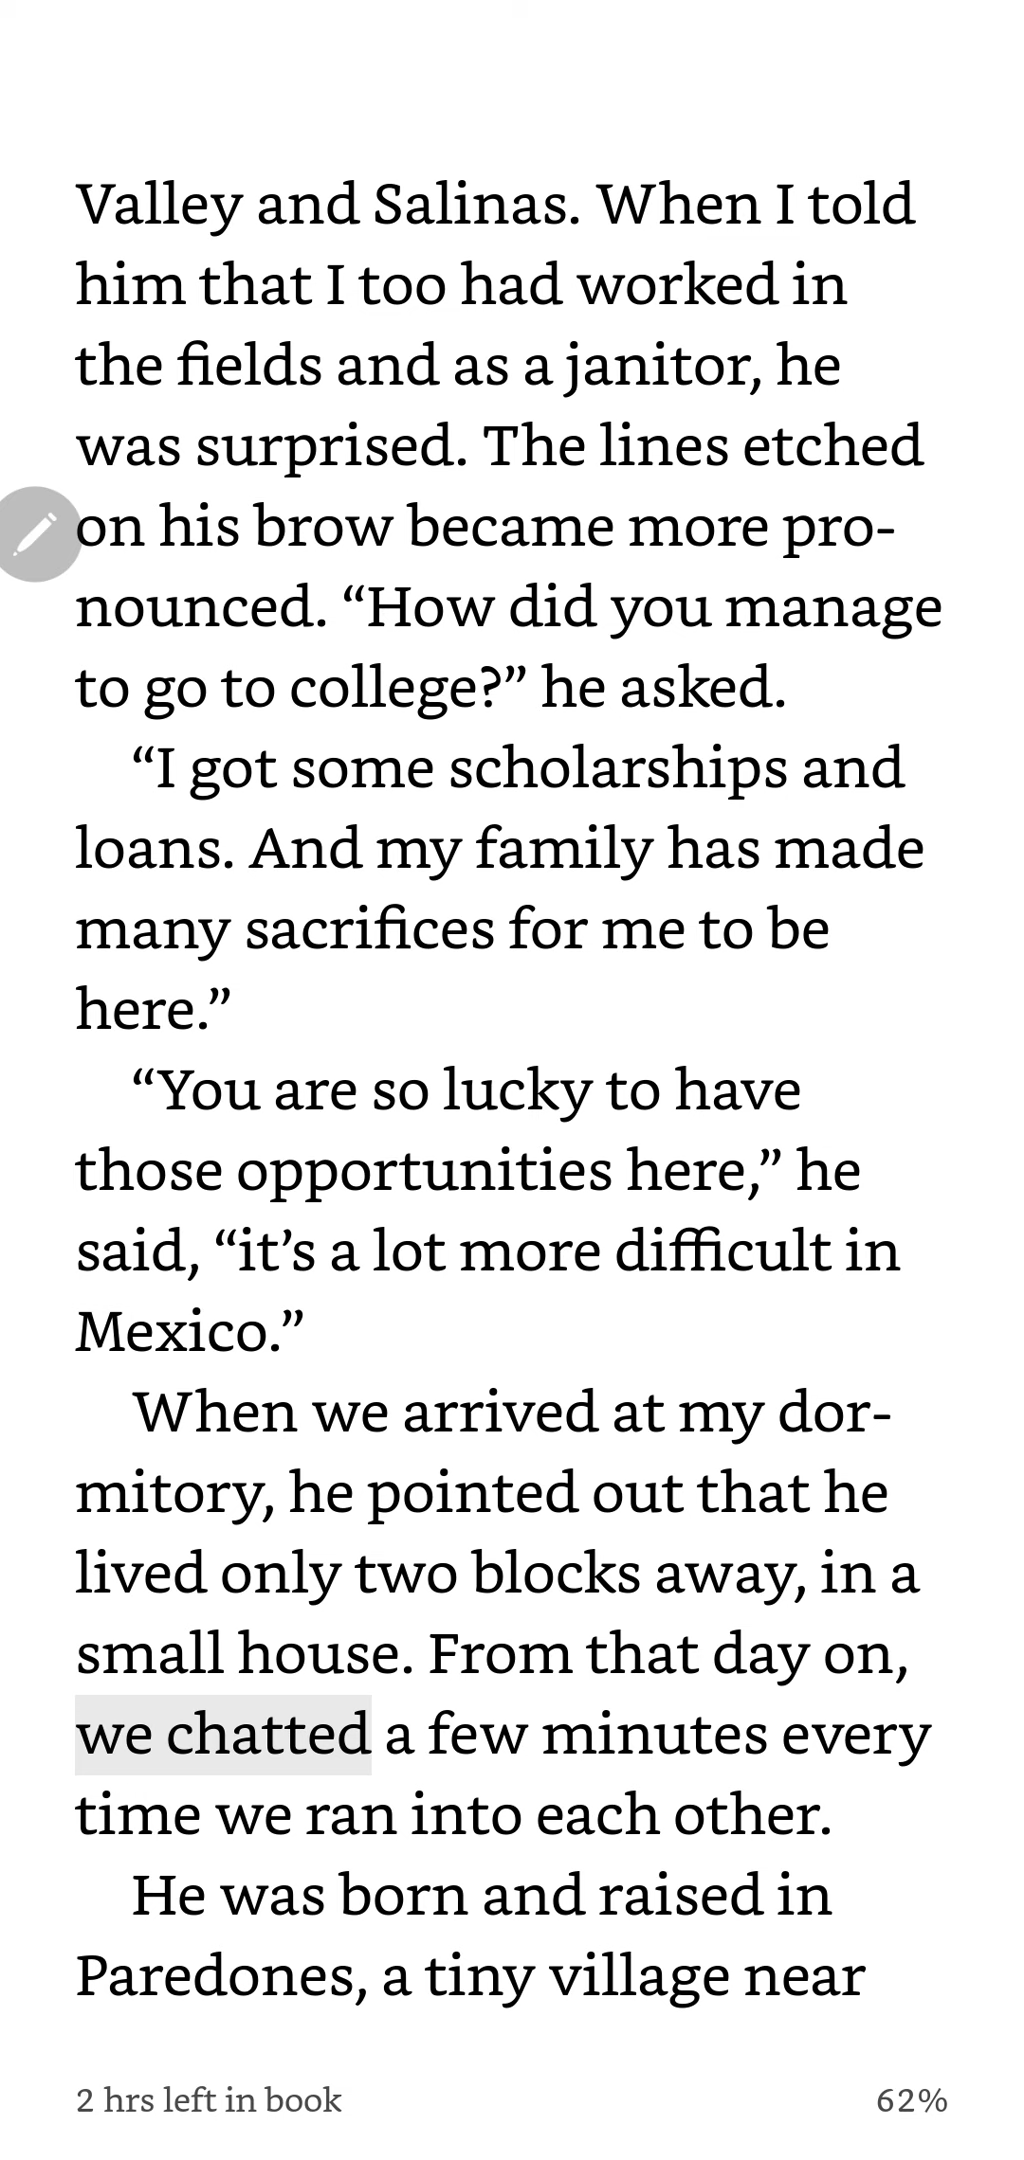 Valley and Salinas. When I told
him that I too had worked in
the fields and as a janitor, he
was surprised. The lines etched
on his brow became more pro-
nounced. “How did you manage
to go to college?” he asked.
“I got some scholarships and
loans. And my family has made
many sacrifices for me to be
here.”
“You are so lucky to have
those opportunities here,” he
said, “it’s a lot more difficult in
Mexico.”
When we arrived at my dor-
mitory, he pointed out that he
lived only two blocks away, in a
small house. From that day on,
we chatted a few minutes every
time we ran into each other.
He was born and raised in
Paredones, a tiny village near
2 hrs left in book 62%